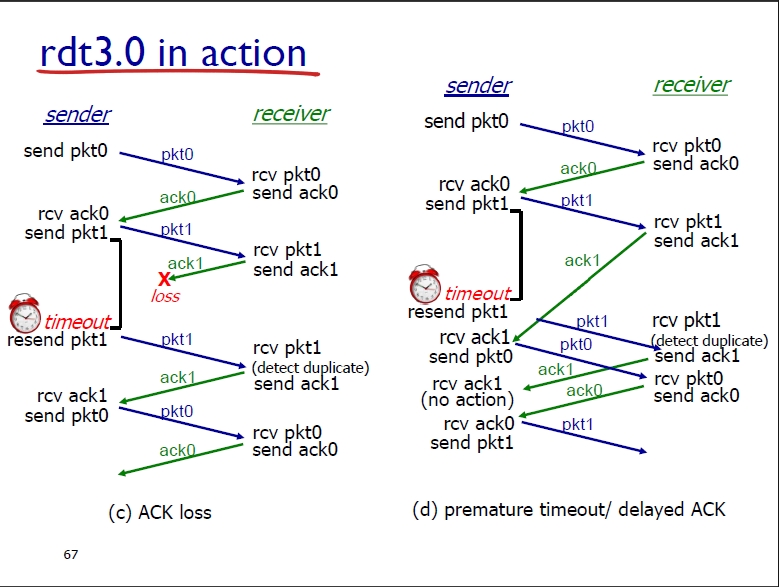 rdt3.0 in action
sender
receiver
send pkt0
pkt0
rcv pkt0
send ack0
ack0
rcv ack0
send pkt1
pkt1
rcv pkt1
send ack1
ack1
X
loss
timeout
resend pkt1
pkt1
rcv pkt1
(detect duplicate)
send ack1
ack1
rcv ack1
send pkt0
pkt0
rcv pkt0
send ack0
ack0
(c) ACK loss
sender
receiver
send pkt0
pkt0
rcv pkt0
send ack0
ack0
rcv ack0
send pkt1
pkt1
rcv pkt1
send ack1
ack1
timeout
resend pkt1
pkt1
rcv pkt1
(detect duplicate)
send ack1
rcv ack1
send pkt0
pkt0
ack1
rcv pkt0
send ack0
rcv ack1
(no action)
ack0
rcv ack0
send pkt1
pkt1
(d) premature timeout/ delayed ACK
67